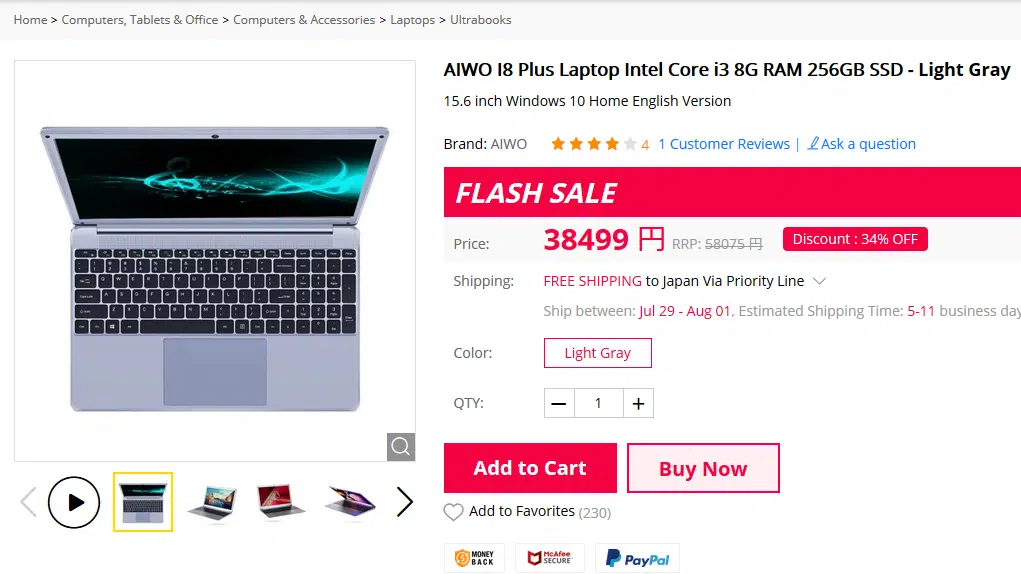 Home > Computers, Tablets & Office > Computers & Accessories > Laptops > Ultrabooks
AIWO I8 Plus Laptop Intel Core i3 8G RAM 256GB SSD - Light Gray
15.6 inch Windows 10 Home English Version
Brand: AIWO 4 1 Customer Reviews | Ask a question
FLASH SALE
Price: 38499 円 RRP: 58075 円 Discount : 34% OFF
Shipping: FREE SHIPPING to Japan Via Priority Line
Ship between: Jul 29 - Aug 01, Estimated Shipping Time: 5-11 business day
Color: Light Gray
QTY: 1
Add to Cart Buy Now
Add to Favorites (230)
MONEY BACK McAfee SECURE PayPal